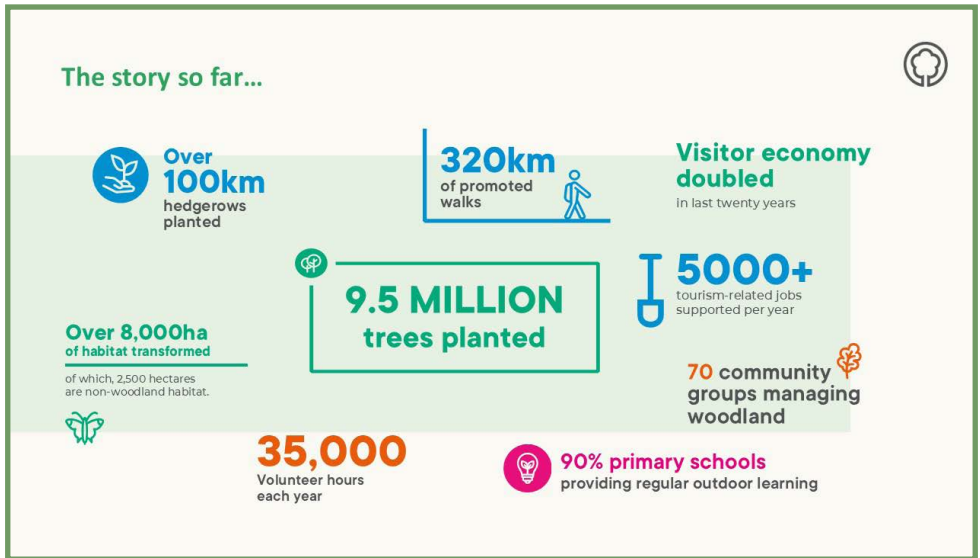 The story so far...
Over
100km
hedgerows
planted
320km
of promoted
walks
Visitor economy
doubled
in last twenty years
9.5 MILLION
trees planted
5000+
tourism-related jobs
supported per year
Over 8,000ha
of habitat transformed
of which, 2,500 hectares
are non-woodland habitat.
70 community
groups managing
woodland
35,000
Volunteer hours
each year
90% primary schools
providing regular outdoor learning